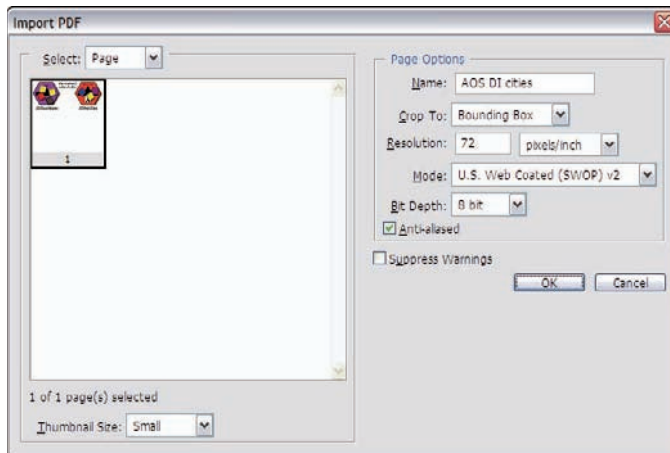 Import PDF
Select: Page
1
1 of 1 page(s) selected
Thumbnail Size: Small
Page Options
Name: AOS DI cities
Crop To: Bounding Box
Resolution: 72 pixels/inch
Mode: U.S. Web Coated (SWOP) v2
Bit Depth: 8 bit
Anti-aliased
Suppress Warnings
OK Cancel